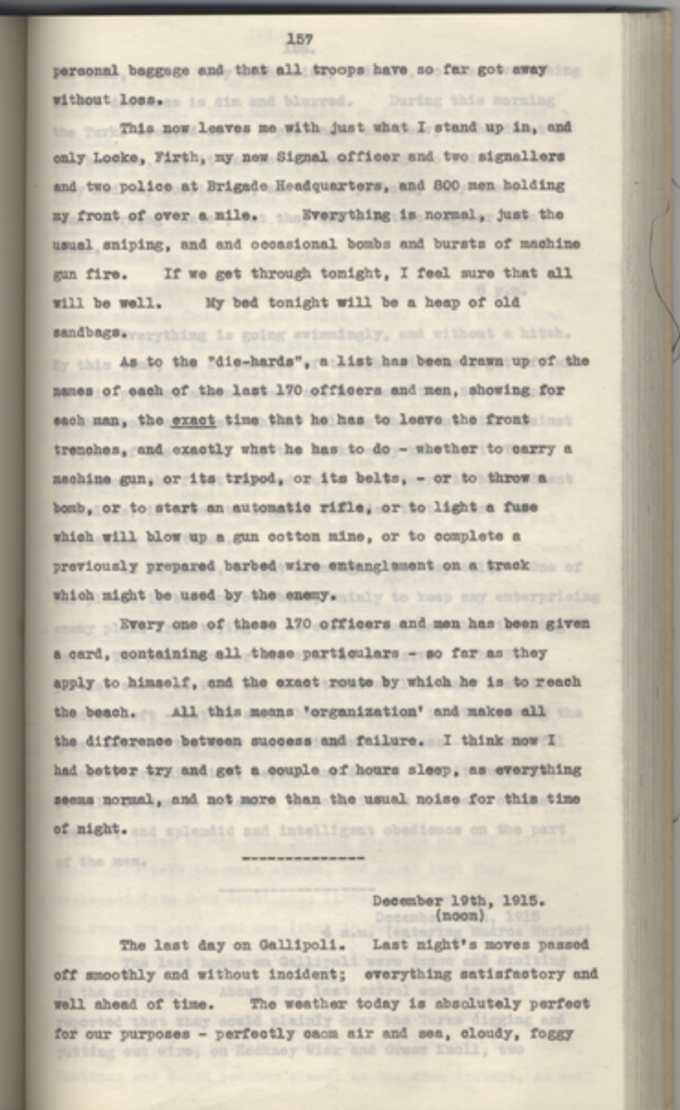 157
personal baggage and that all troops have so far got away
without loss.
This now leaves me with just what I stand up in, and
only Locke, Firth, my new Signal officer and two signallers
and two police at Brigade Headquarters, and 800 men holding
my front of over a mile. Everything is normal, just the
usual sniping, and and occasional bombs and bursts of machine
gun fire. If we get through tonight, I feel sure that all
will be well. My bed tonight will be a heap of old
sandbags.
As to the "die-hards", a list has been drawn up of the
names of each of the last 170 officers and men, showing for
each man, the exact time that he has to leave the front
trenches, and exactly what he has to do - whether to carry a
machine gun, or its tripod, or its belts, - or to throw a
bomb, or to start an automatic rifle, or to light a fuse
which will blow up a gun cotton mine, or to complete a
previously prepared barbed wire entanglement on a track
which might be used by the enemy.
Every one of these 170 officers and men has been given
a card, containing all these particulars - so far as they
apply to himself, and the exact route by which he is to reach
the beach. All this means 'organization' and makes all
the difference between success and failure. I think now I
had better try and get a couple of hours sleep, as everything
seems normal, and not more than the usual noise for this time
of night.
--------------
December 19th, 1915.
(noon)
The last day on Gallipoli. Last night's moves passed
off smoothly and without incident; everything satisfactory and
well ahead of time. The weather today is absolutely perfect
for our purposes - perfectly caom air and sea, cloudy, foggy